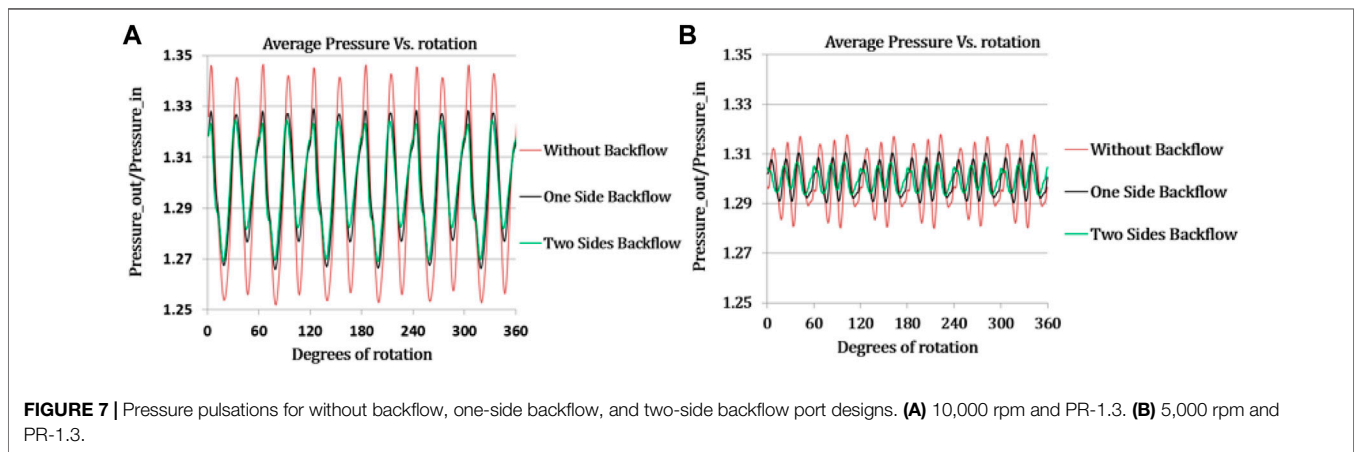 A
Average Pressure Vs. rotation
Pressure_out/Pressure_in
1.35
1.33
1.31
1.29
1.27
1.25
0 60 120 180 240 300 360
Degrees of rotation
Without Backflow
One Side Backflow
Two Sides Backflow
B
Average Pressure Vs. rotation
Pressure_out/Pressure_in
1.35
1.33
1.31
1.29
1.27
1.25
0 60 120 180 240 300 360
Degrees of rotation
Without Backflow
One Side Backflow
Two Sides Backflow
FIGURE 7 | Pressure pulsations for without backflow, one-side backflow, and two-side backflow port designs. (A) 10,000 rpm and PR-1.3. (B) 5,000 rpm and
PR-1.3.